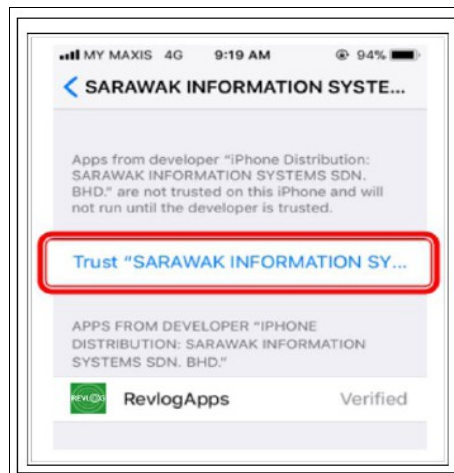 MY MAXIS 4G 9:19 AM 94%
SARAWAK INFORMATION SYSTE...
Apps from developer "iPhone Distribution:
SARAWAK INFORMATION SYSTEMS SDN.
BHD." are not trusted on this iPhone and will
not run until the developer is trusted.
Trust "SARAWAK INFORMATION SY...
APPS FROM DEVELOPER "IPHONE
DISTRIBUTION: SARAWAK INFORMATION
SYSTEMS SDN. BHD."
REVLOG RevlogApps Verified